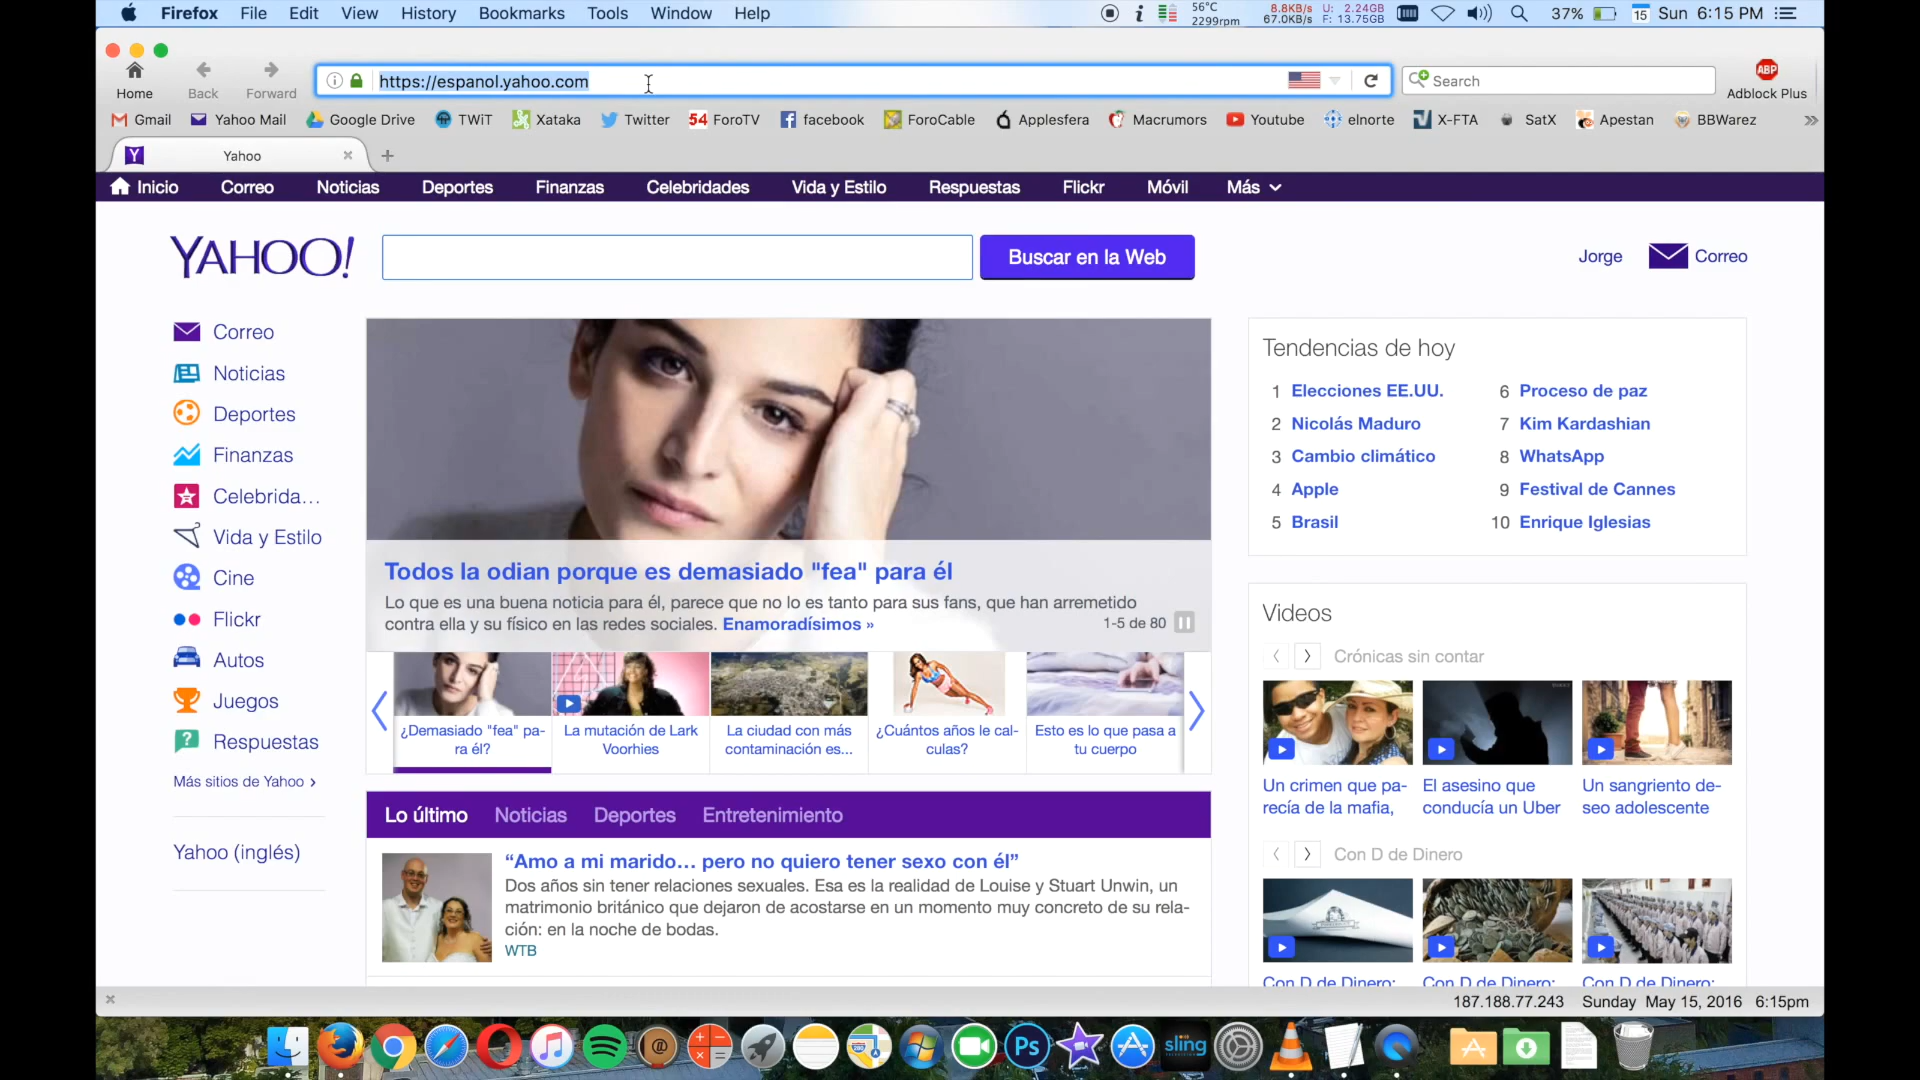 Firefox File Edit View History Bookmarks Tools Window Help
56°C
2299rpm
8.8KB/s
67.0KB/s
U: 2.24GB
F: 13.75GB
37%
15
Sun 6:15 PM
Home Back Forward
https://espanol.yahoo.com
Search
ABP
Adblock Plus
Gmail Yahoo Mail Google Drive TWiT Xataka Twitter 54 ForoTV facebook ForoCable Applesfera Macrumors Youtube elnorte X-FTA SatX Apestan BBWarez
Y Yahoo
Inicio Correo Noticias Deportes Finanzas Celebridades Vida y Estilo Respuestas Flickr Móvil Más
YAHOO!
Buscar en la Web
Jorge Correo
Correo
Noticias
Deportes
Finanzas
Celebrida...
Vida y Estilo
Cine
Flickr
Autos
Juegos
Respuestas
Más sitios de Yahoo ›
Yahoo (inglés)
Todos la odian porque es demasiado "fea" para él
Lo que es una buena noticia para él, parece que no lo es tanto para sus fans, que han arremetido
contra ella y su físico en las redes sociales. Enamoradísimos »
1-5 de 80
¿Demasiado "fea" pa-
ra él?
La mutación de Lark
Voorhies
La ciudad con más
contaminación es...
¿Cuántos años le cal-
culas?
Esto es lo que pasa a
tu cuerpo
Lo último Noticias Deportes Entretenimiento
“Amo a mi marido… pero no quiero tener sexo con él”
Dos años sin tener relaciones sexuales. Esa es la realidad de Louise y Stuart Unwin, un
matrimonio británico que dejaron de acostarse en un momento muy concreto de su rela-
ción: en la noche de bodas.
WTB
Tendencias de hoy
1 Elecciones EE.UU.
2 Nicolás Maduro
3 Cambio climático
4 Apple
5 Brasil
6 Proceso de paz
7 Kim Kardashian
8 WhatsApp
9 Festival de Cannes
10 Enrique Iglesias
Videos
Crónicas sin contar
Un crimen que pa-
recía de la mafia,
El asesino que
conducía un Uber
Un sangriento de-
seo adolescente
Con D de Dinero
Con D de Dinero:
Con D de Dinero:
Con D de Dinero:
187.188.77.243 Sunday May 15, 2016 6:15pm
Ps
sling